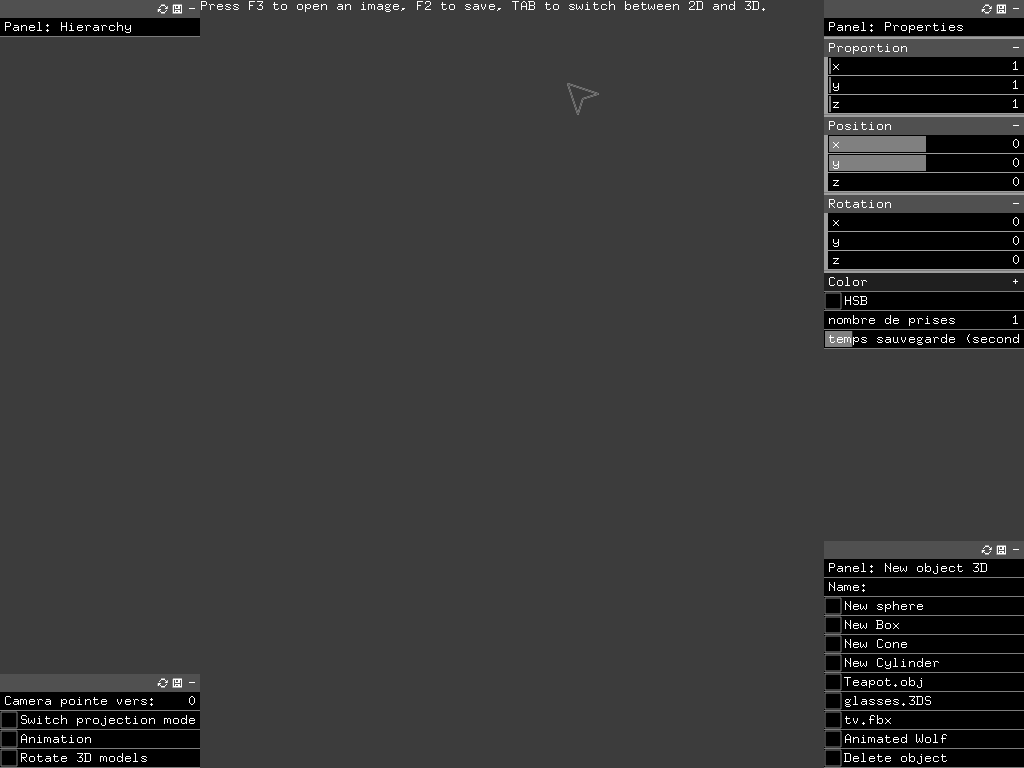 Press F3 to open an image, F2 to save, TAB to switch between 2D and 3D.
Panel: Hierarchy
Panel: Properties
Proportion -
x 1
y 1
z 1
Position -
x 0
y 0
z 0
Rotation -
x 0
y 0
z 0
Color +
HSB
nombre de prises 1
temps sauvegarde (second
Panel: New object 3D
Name:
New sphere
New Box
New Cone
New Cylinder
Teapot.obj
glasses.3DS
tv.fbx
Animated Wolf
Delete object
Camera pointe vers: 0
Switch projection mode
Animation
Rotate 3D models